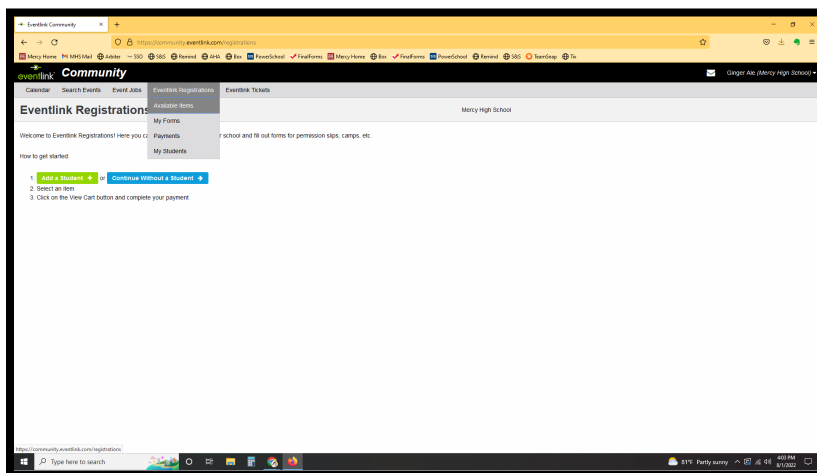 Eventlink Community × +
https://community.eventlink.com/registrations
Mercy Home MHS Mail Arbiter SSO S&S Remind AHA Box PowerSchool FinalForms Mercy Home Box FinalForms PowerSchool Remind S&S TeamSnap Tix
eventlink Community Ginger Ale (Mercy High School)
Calendar Search Events Event Jobs Eventlink Registrations Eventlink Tickets
Available Items
Eventlink Registrations Mercy High School
My Forms
Welcome to Eventlink Registrations! Here you ca Payments r school and fill out forms for permission slips, camps, etc.
My Students
How to get started:
1. Add a Student + or Continue Without a Student →
2. Select an item
3. Click on the View Cart button and complete your payment
https://community.eventlink.com/registrations
Type here to search 81°F Partly sunny 4:03 PM
8/1/2022